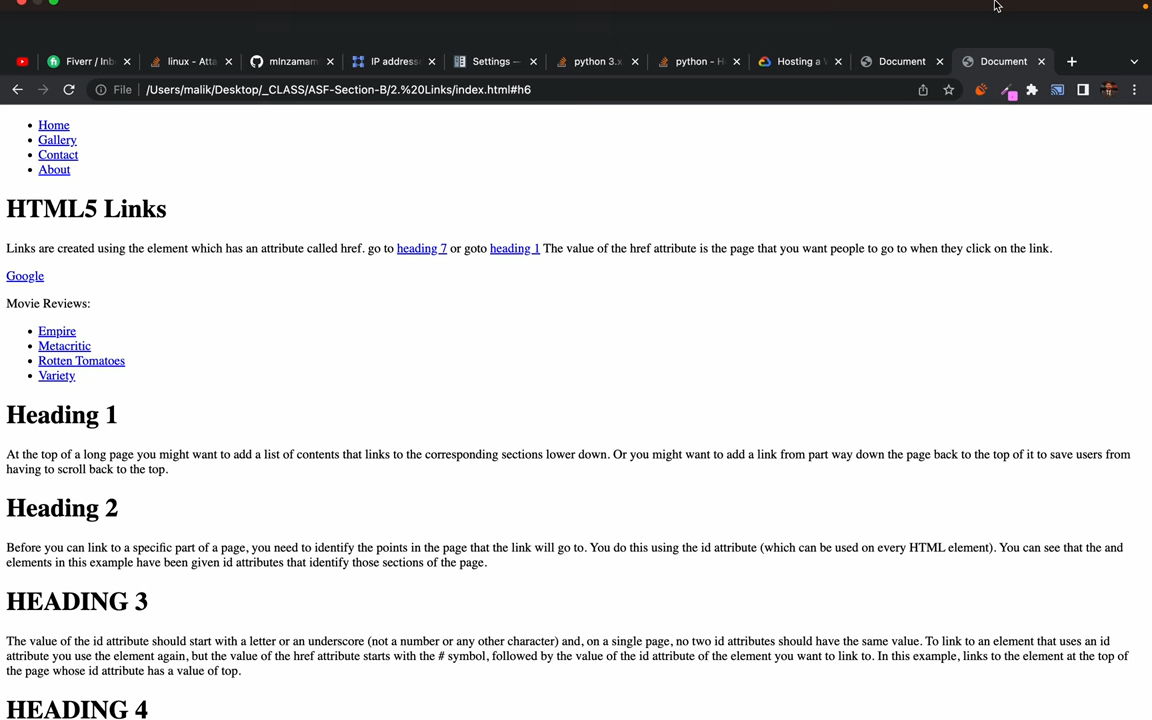 Fiverr / Inb
linux - Atta
mlnzamam
IP address
Settings —
python 3.x
python - H
Hosting a
Document
Document
File
/Users/malik/Desktop/_CLASS/ASF-Section-B/2.%20Links/index.html#h6
Home
Gallery
Contact
About
HTML5 Links
Links are created using the element which has an attribute called href. go to heading 7 or goto heading 1 The value of the href attribute is the page that you want people to go to when they click on the link.
Google
Movie Reviews:
Empire
Metacritic
Rotten Tomatoes
Variety
Heading 1
At the top of a long page you might want to add a list of contents that links to the corresponding sections lower down. Or you might want to add a link from part way down the page back to the top of it to save users from
having to scroll back to the top.
Heading 2
Before you can link to a specific part of a page, you need to identify the points in the page that the link will go to. You do this using the id attribute (which can be used on every HTML element). You can see that the and
elements in this example have been given id attributes that identify those sections of the page.
HEADING 3
The value of the id attribute should start with a letter or an underscore (not a number or any other character) and, on a single page, no two id attributes should have the same value. To link to an element that uses an id
attribute you use the element again, but the value of the href attribute starts with the # symbol, followed by the value of the id attribute of the element you want to link to. In this example, links to the element at the top of
the page whose id attribute has a value of top.
HEADING 4